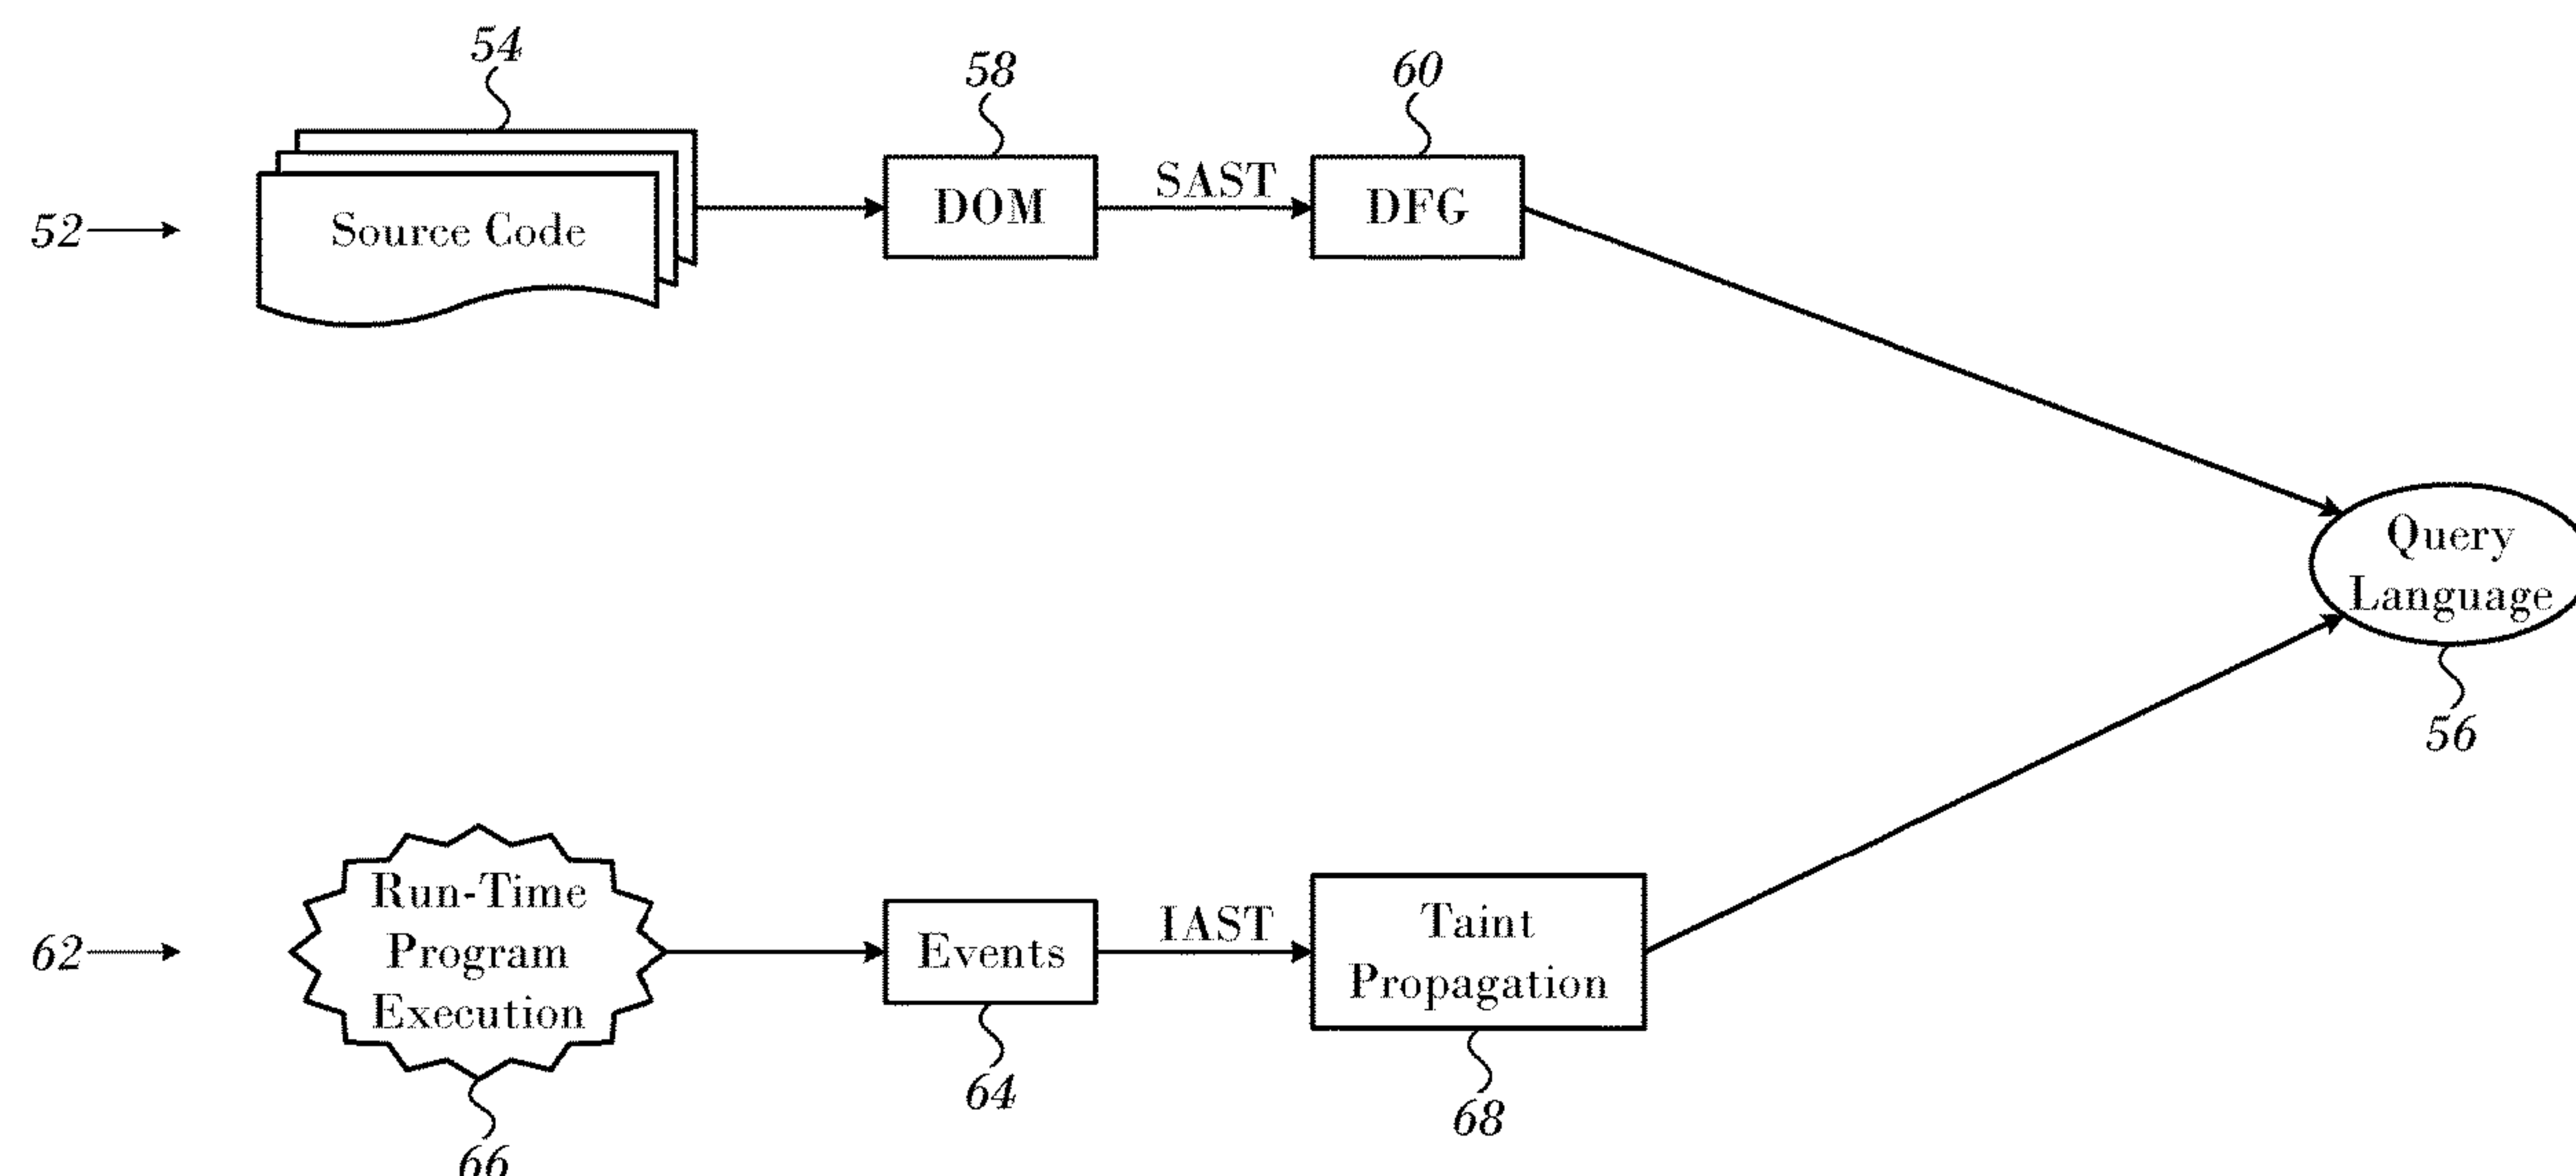 54
58
60
SAST
52
Source Code
DOM
DFG
Query
Language
56
62
Run-Time
Program
Execution
Events
IAST
Taint
Propagation
64
68
66